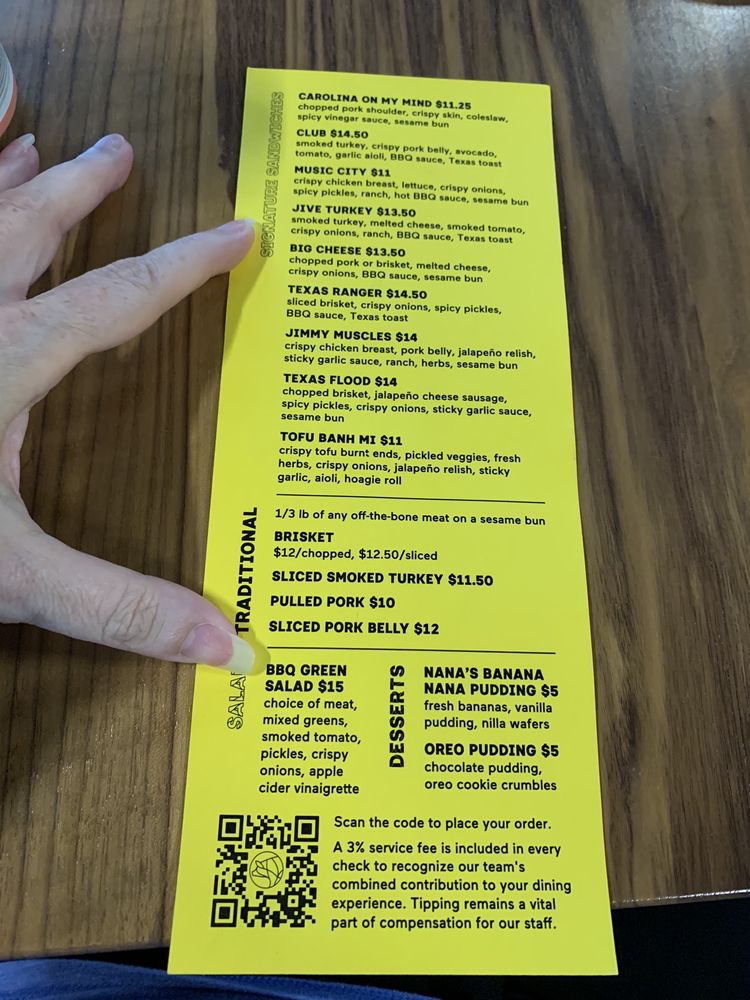 SIGNATURE SANDWICHES
CAROLINA ON MY MIND $11.25
chopped pork shoulder, crispy skin, coleslaw,
spicy vinegar sauce, sesame bun
CLUB $14.50
smoked turkey, crispy pork belly, avocado,
tomato, garlic aioli, BBQ sauce, Texas toast
MUSIC CITY $11
crispy chicken breast, lettuce, crispy onions,
spicy pickles, ranch, hot BBQ sauce, sesame bun
JIVE TURKEY $13.50
smoked turkey, melted cheese, smoked tomato,
crispy onions, ranch, BBQ sauce, Texas toast
BIG CHEESE $13.50
chopped pork or brisket, melted cheese,
crispy onions, BBQ sauce, sesame bun
TEXAS RANGER $14.50
sliced brisket, crispy onions, spicy pickles,
BBQ sauce, Texas toast
JIMMY MUSCLES $14
crispy chicken breast, pork belly, jalapeño relish,
sticky garlic sauce, ranch, herbs, sesame bun
TEXAS FLOOD $14
chopped brisket, jalapeño cheese sausage,
spicy pickles, crispy onions, sticky garlic sauce,
sesame bun
TOFU BANH MI $11
crispy tofu burnt ends, pickled veggies, fresh
herbs, crispy onions, jalapeño relish, sticky
garlic, aioli, hoagie roll
TRADITIONAL
1/3 lb of any off-the-bone meat on a sesame bun
BRISKET
$12/chopped, $12.50/sliced
SLICED SMOKED TURKEY $11.50
PULLED PORK $10
SLICED PORK BELLY $12
SALA
BBQ GREEN
SALAD $15
choice of meat,
mixed greens,
smoked tomato,
pickles, crispy
onions, apple
cider vinaigrette
DESSERTS
NANA'S BANANA
NANA PUDDING $5
fresh bananas, vanilla
pudding, nilla wafers
OREO PUDDING $5
chocolate pudding,
oreo cookie crumbles
Scan the code to place your order.
A 3% service fee is included in every
check to recognize our team's
combined contribution to your dining
experience. Tipping remains a vital
part of compensation for our staff.